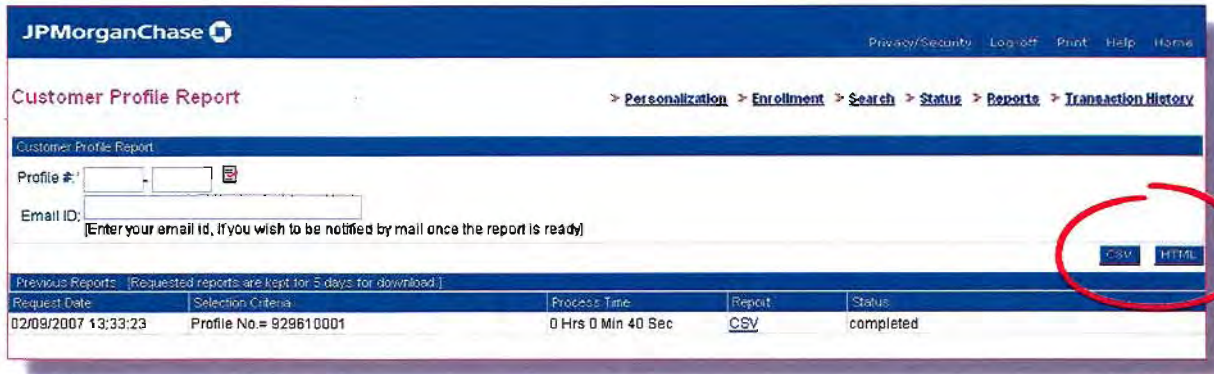 JPMorganChase
Privacy/Security Log-off Print Help Home
Customer Profile Report
> Personalization > Enrollment > Search > Status > Reports > Transaction History
Customer Profile Report
Profile #:* -
Email ID:
[Enter your email id, if you wish to be notified by mail once the report is ready]
CSV HTML
Previous Reports [Requested reports are kept for 5 days for download.]
Request Date Selection Criteria Process Time Report Status
02/09/2007 13:33:23 Profile No.= 929610001 0 Hrs 0 Min 40 Sec CSV completed